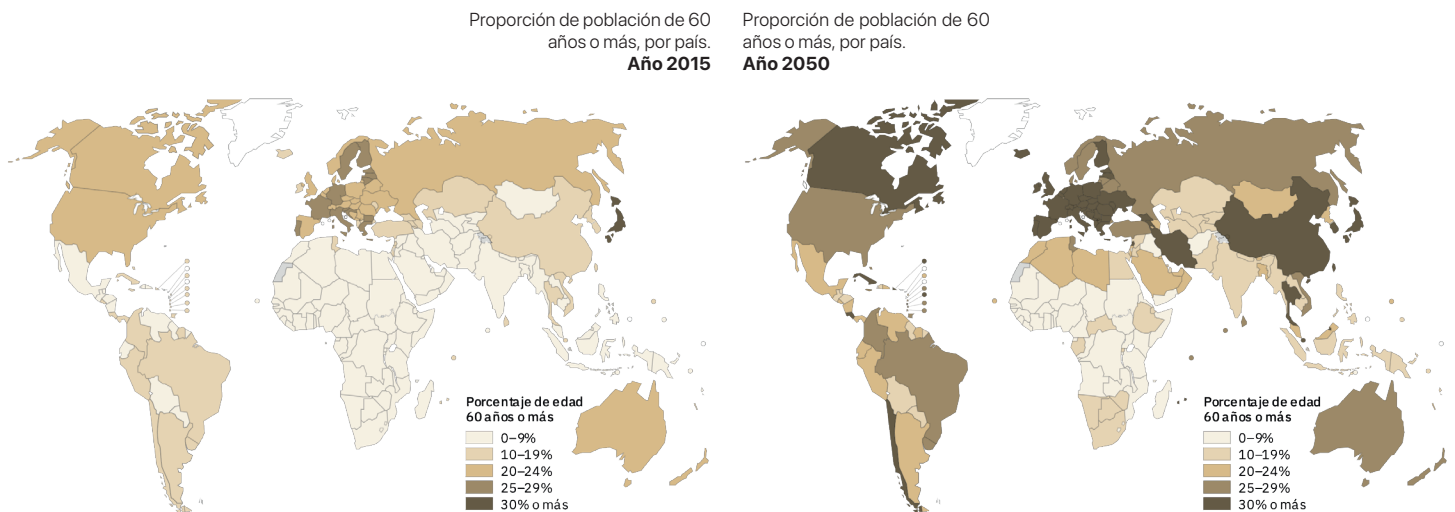 Proporción de población de 60
años o más, por país.
Año 2015
Proporción de población de 60
años o más, por país.
Año 2050
Porcentaje de edad
60 años o más
0–9%
10–19%
20–24%
25–29%
30% o más
Porcentaje de edad
60 años o más
0–9%
10–19%
20–24%
25–29%
30% o más